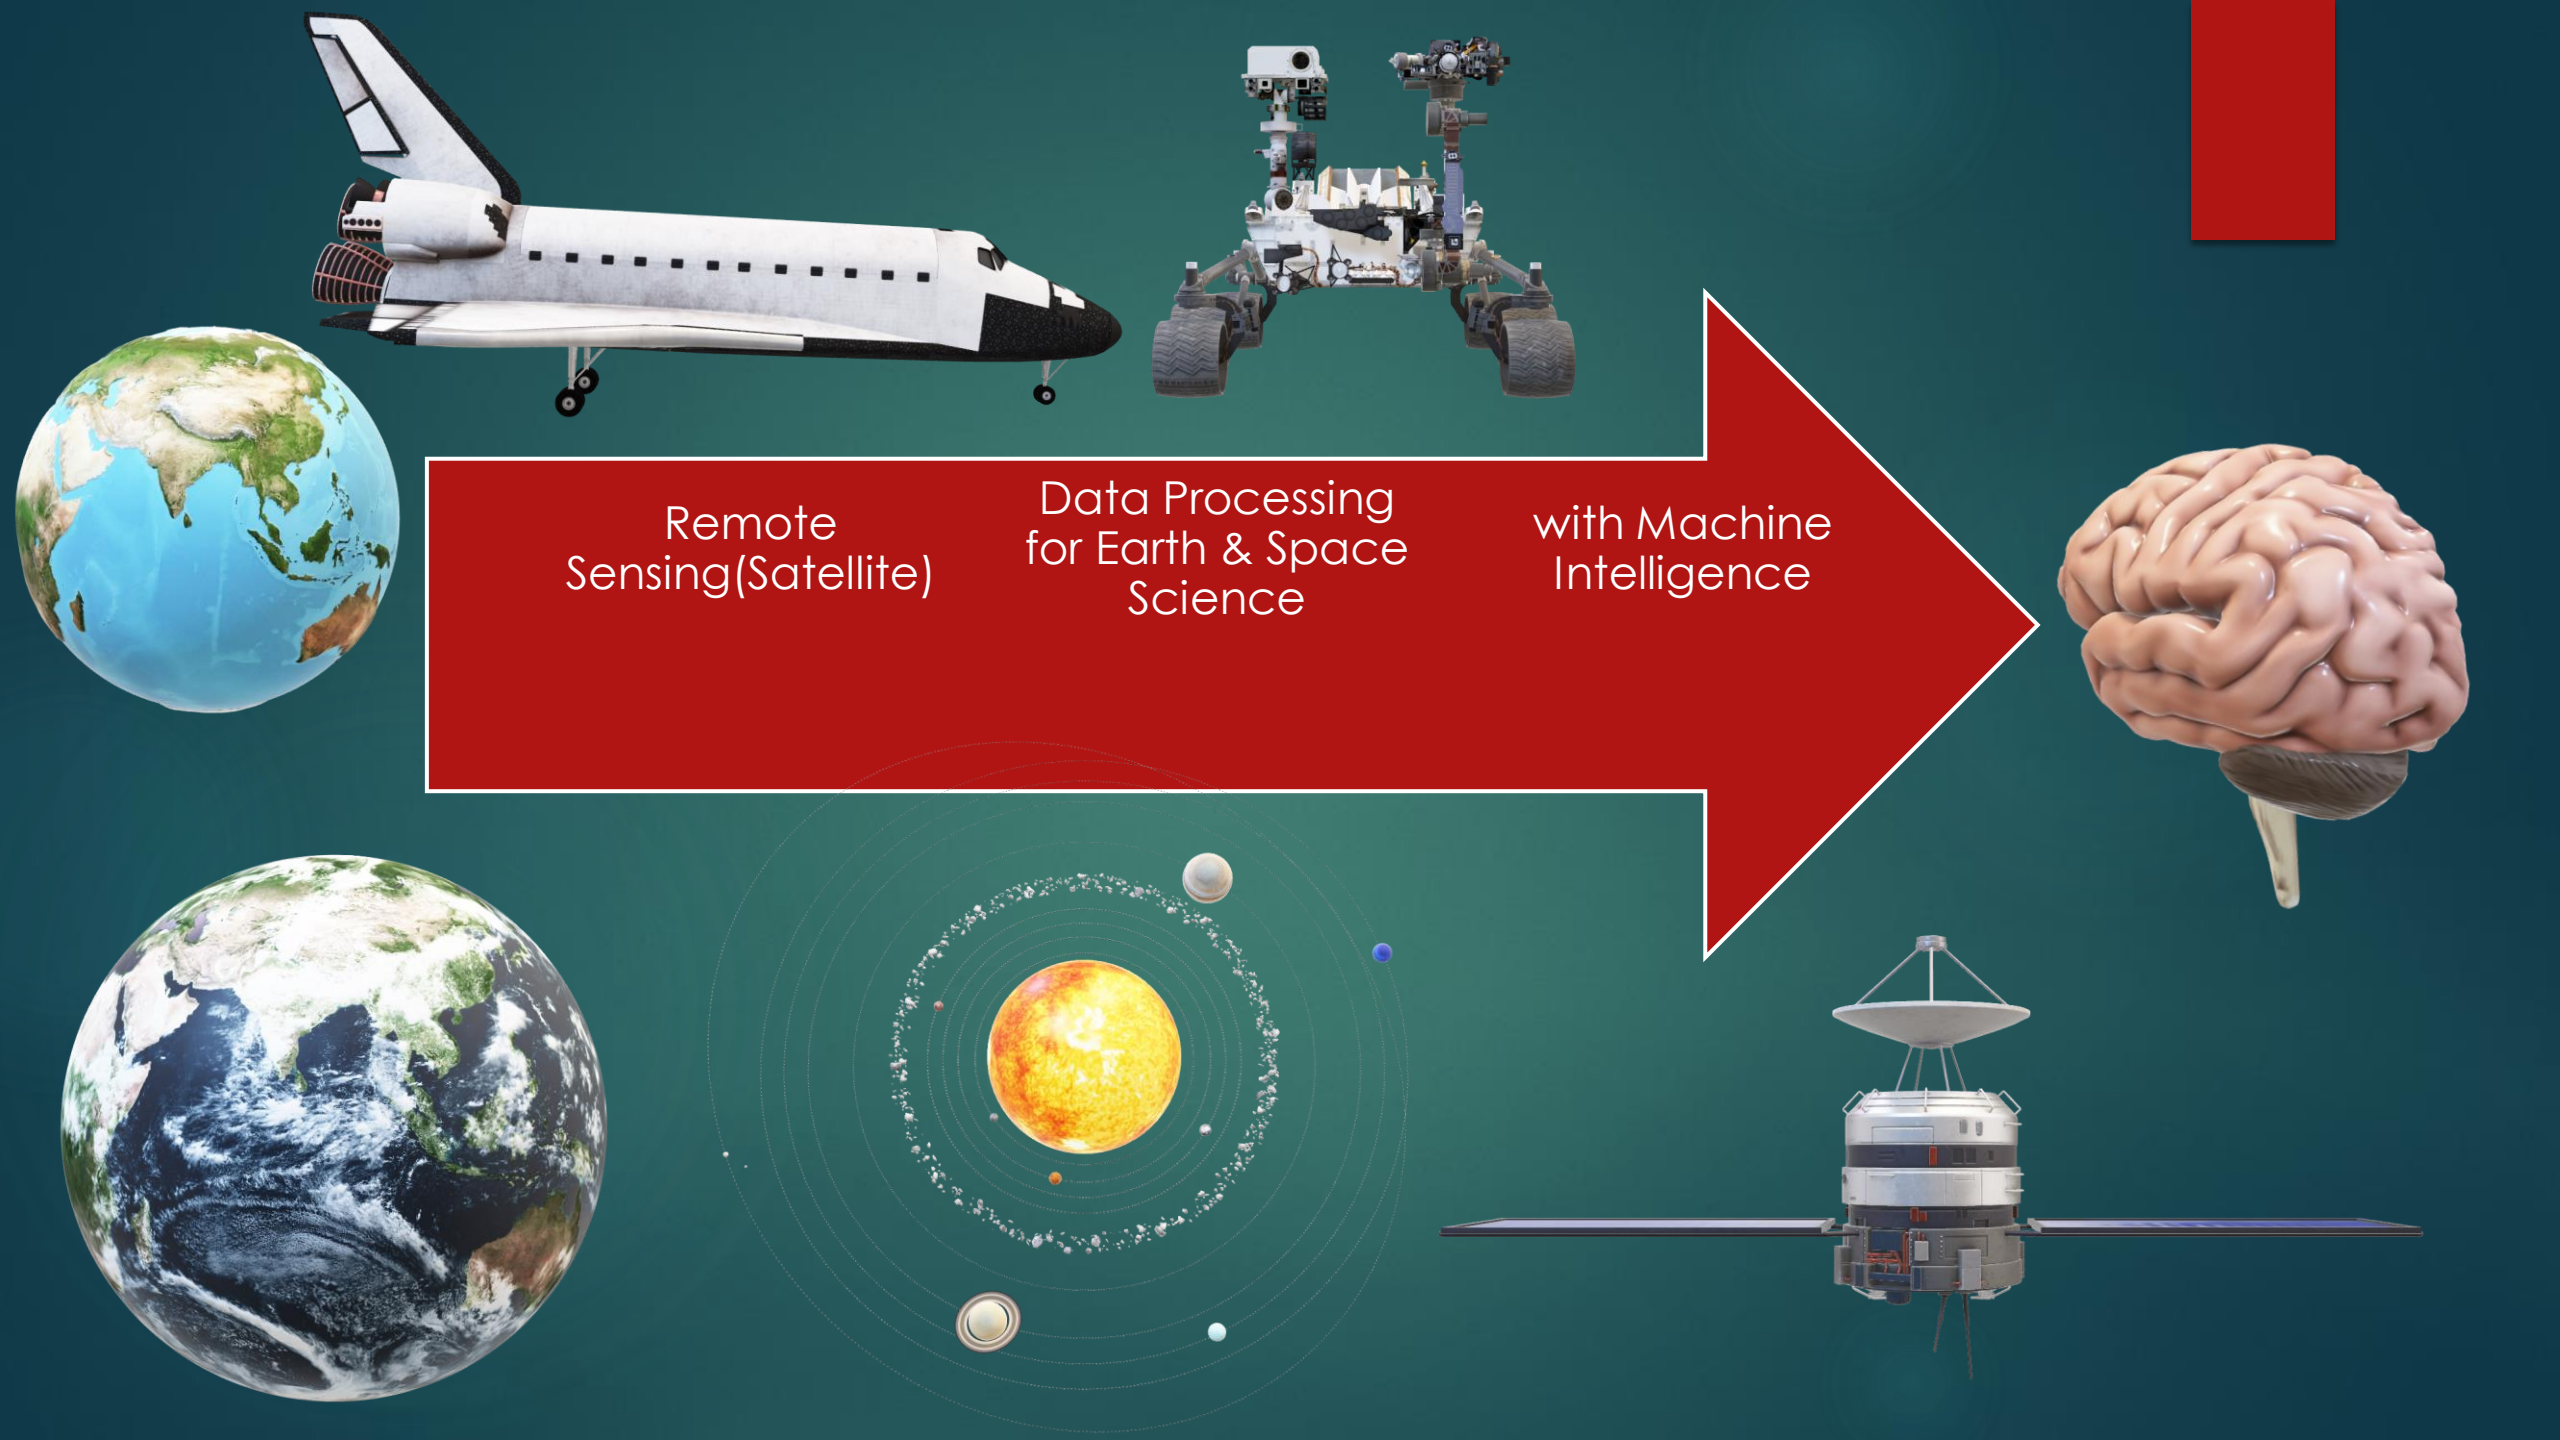 Remote
Sensing(Satellite)
Data Processing
for Earth & Space
Science
with Machine
Intelligence